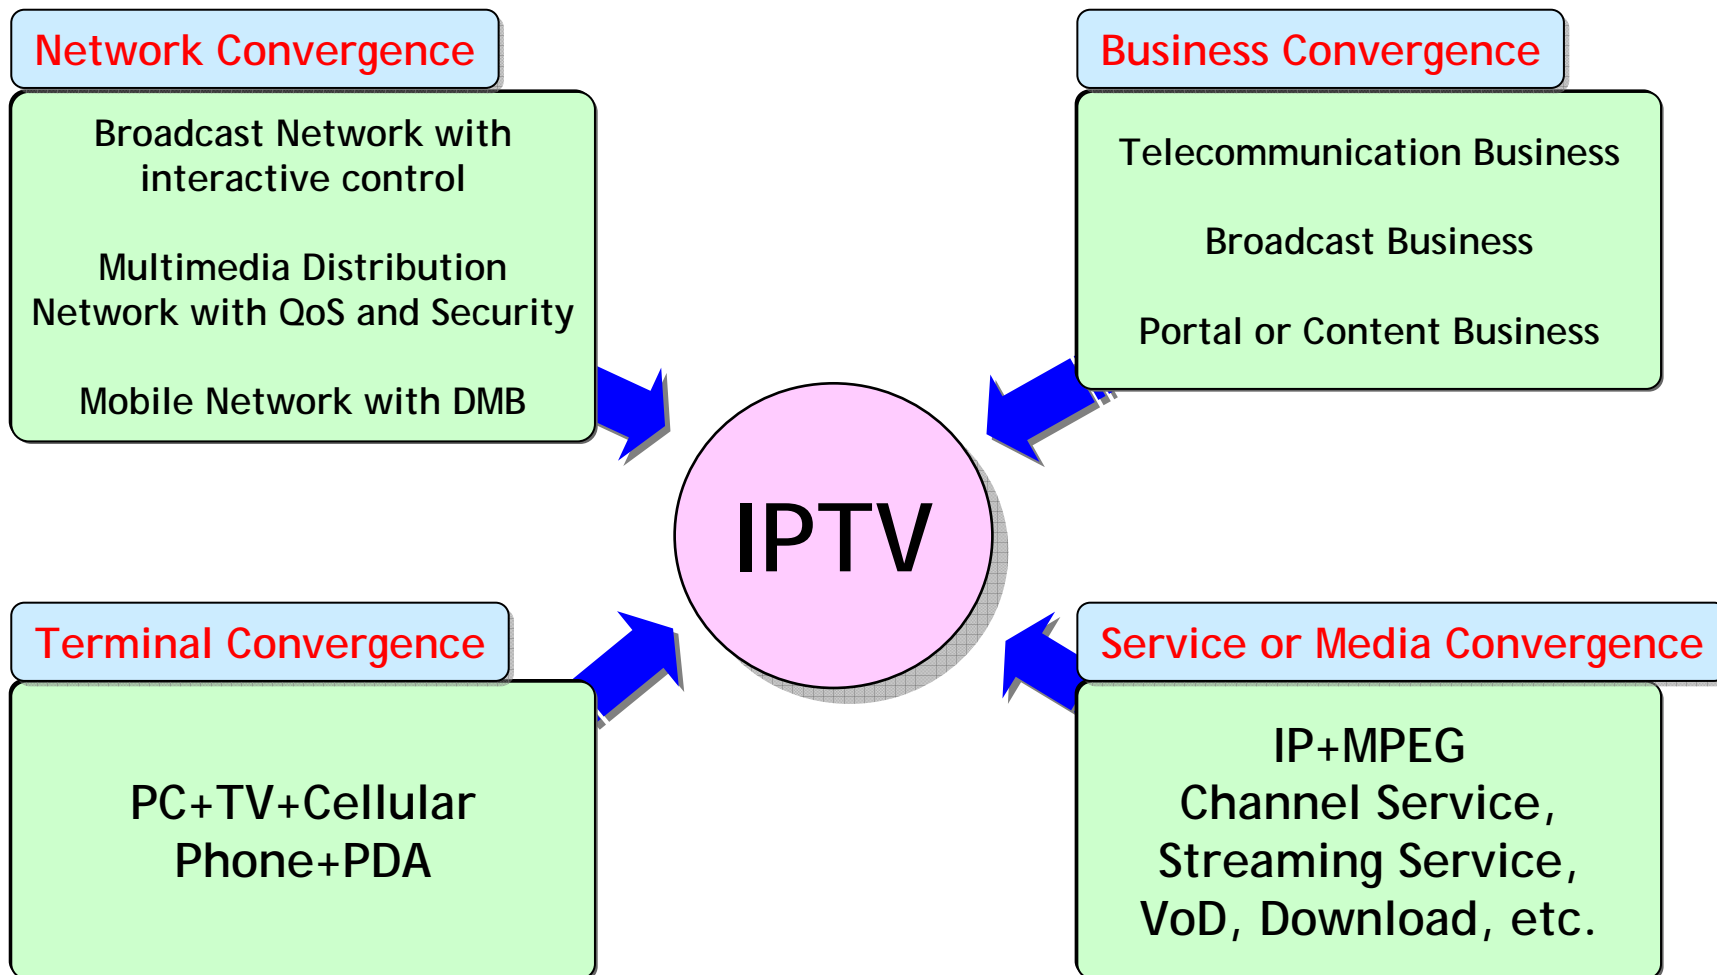 Network Convergence
Broadcast Network with
interactive control
Multimedia Distribution
Network with QoS and Security
Mobile Network with DMB
Business Convergence
Telecommunication Business
Broadcast Business
Portal or Content Business
IPTV
Terminal Convergence
PC+TV+Cellular
Phone+PDA
Service or Media Convergence
IP+MPEG
Channel Service,
Streaming Service,
VoD, Download, etc.